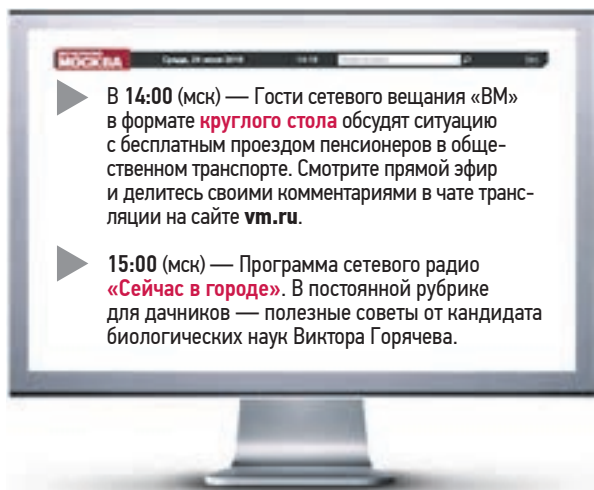 МОСКВА
В 14:00 (мск) — Гости сетевого вещания «ВМ»
в формате круглого стола обсудят ситуацию
с бесплатным проездом пенсионеров в обще-
ственном транспорте. Смотрите прямой эфир
и делитесь своими комментариями в чате транс-
ляции на сайте vm.ru.
15:00 (мск) — Программа сетевого радио
«Сейчас в городе». В постоянной рубрике
для дачников — полезные советы от кандидата
биологических наук Виктора Горячева.